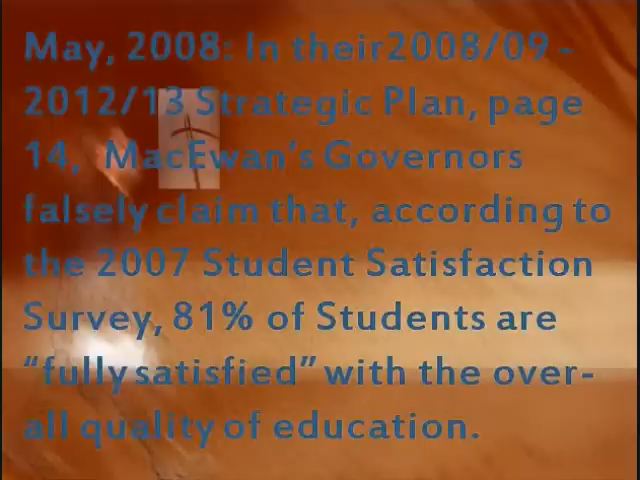 May, 2008: In their2008/09 -
2012/13 Strategic Plan, page
14, MacEwan's Governors
falsely claim that, according to
the 2007 Student Satisfaction
Survey, 81% of Students are
“fully satisfied” with the over-
all quality of education.